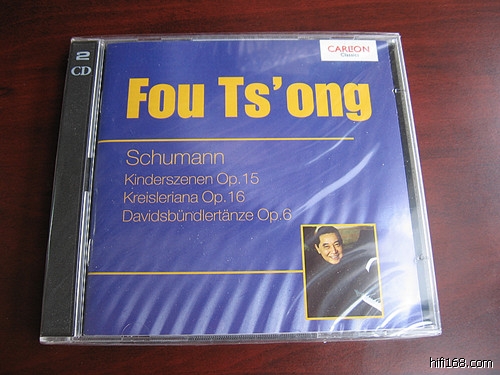 2
CD
CARLTON
Classics
Fou Ts'ong
Schumann
Kinderszenen Op.15
Kreisleriana Op.16
Davidsbündlertänze Op.6
hifi168.com